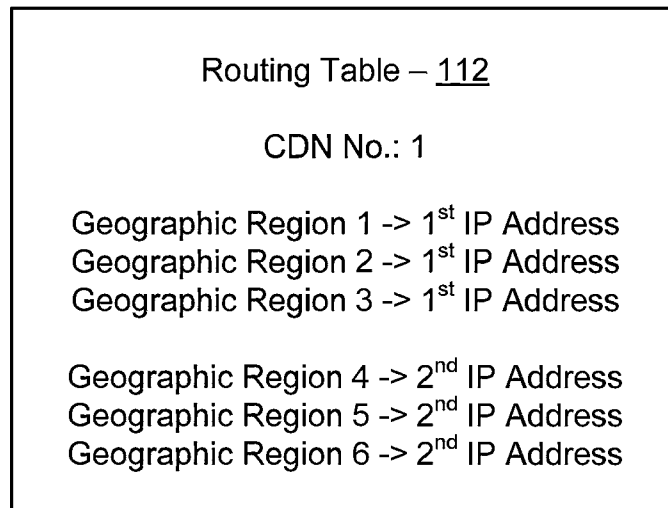 Routing Table – 112
CDN No.: 1
Geographic Region 1 -> 1st IP Address
Geographic Region 2 -> 1st IP Address
Geographic Region 3 -> 1st IP Address
Geographic Region 4 -> 2nd IP Address
Geographic Region 5 -> 2nd IP Address
Geographic Region 6 -> 2nd IP Address